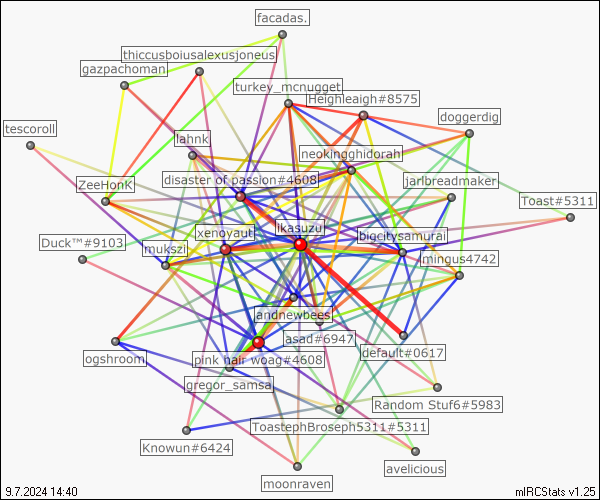 facadas.
thiccusboiusalexusjoneus
gazpachoman
turkey_mcnugget
Heighleaigh#8575
doggerdig
tescoroll
lahnk
neokingghidorah
ZeeHonK
disaster of passion#4608
jarlbreadmaker
Toast#5311
Duck™#9103
xenoyaut
ikasuzu
bigcitysamurai
mukszi
mingus4742
andnewbees
asad#6947
ogshroom
pink hair woag#4608
default#0617
gregor_samsa
Random Stuf6#5983
ToastephBroseph5311#5311
Knowun#6424
avelicious
moonraven
9.7.2024 14:40
mIRCStats v1.25